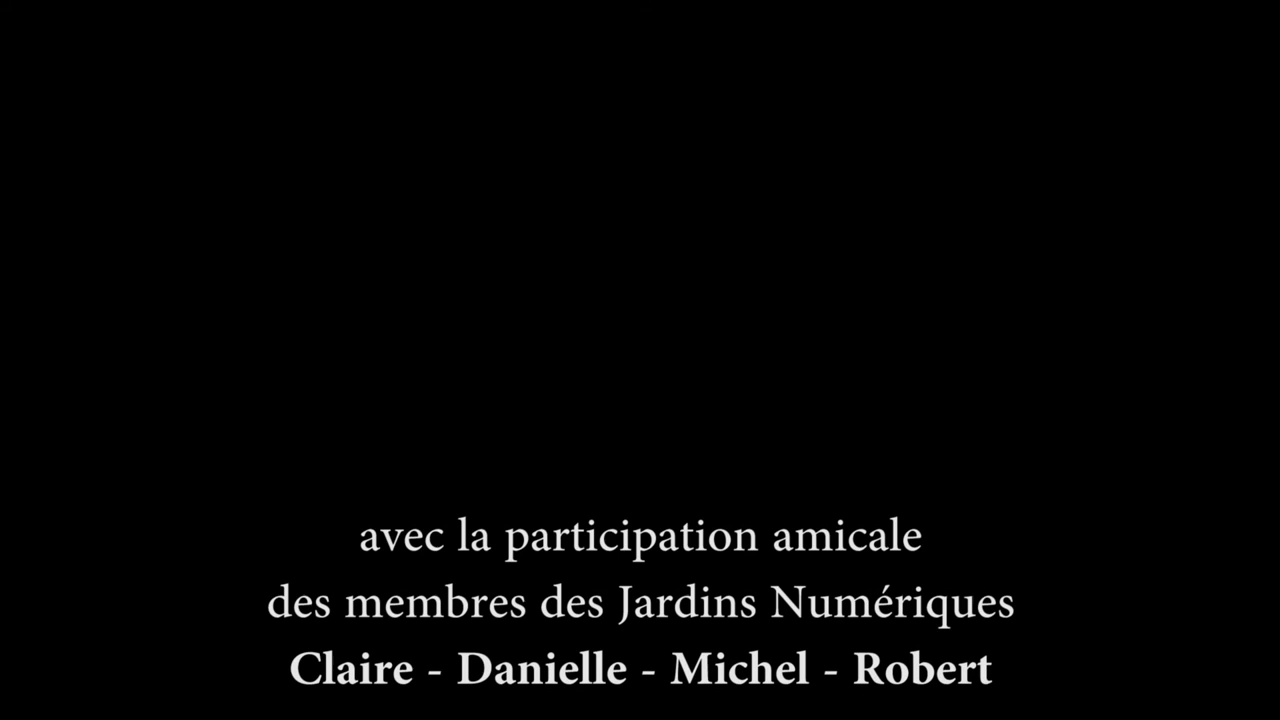 avec la participation amicale
des membres des Jardins Numériques
Claire - Danielle - Michel - Robert